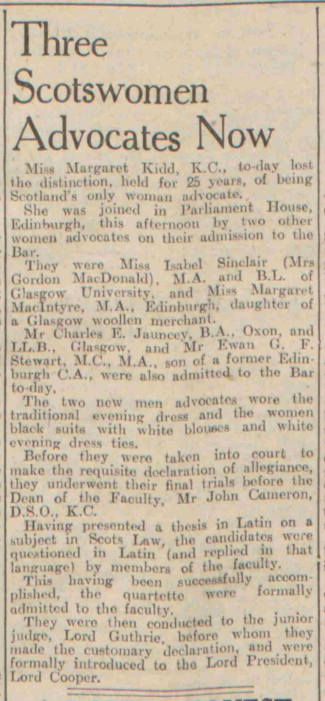 Three
Scotswomen
Advocates Now
Miss Margaret Kidd, K.C., to-day lost
the distinction, held for 25 years, of being
Scotland's only woman advocate.
She was joined in Parliament House,
Edinburgh, this afternoon by two other
women advocates on their admission to the
Bar.
They were Miss Isabel Sinclair (Mrs
Gordon MacDonald), M.A. and B.L. of
Glasgow University, and Miss Margaret
MacIntyre, M.A., Edinburgh, daughter of
a Glasgow woollen merchant.
Mr Charles E. Jauncey, B.A., Oxon, and
LL.B., Glasgow, and Mr Ewan G. F.
Stewart, M.C., M.A., son of a former Edin-
burgh C.A., were also admitted to the Bar
to-day.
The two new men advocates wore the
traditional evening dress and the women
black suits with white blouses and white
evening dress ties.
Before they were taken into court to
make the requisite declaration of allegiance,
they underwent their final trials before the
Dean of the Faculty, Mr John Cameron,
D.S.O., K.C.
Having presented a thesis in Latin on a
subject in Scots Law, the candidates were
questioned in Latin (and replied in that
language) by members of the faculty.
This having been successfully accom-
plished, the quartette were formally
admitted to the faculty.
They were then conducted to the junior
judge, Lord Guthrie, before whom they
made the customary declaration, and were
formally introduced to the Lord President,
Lord Cooper.